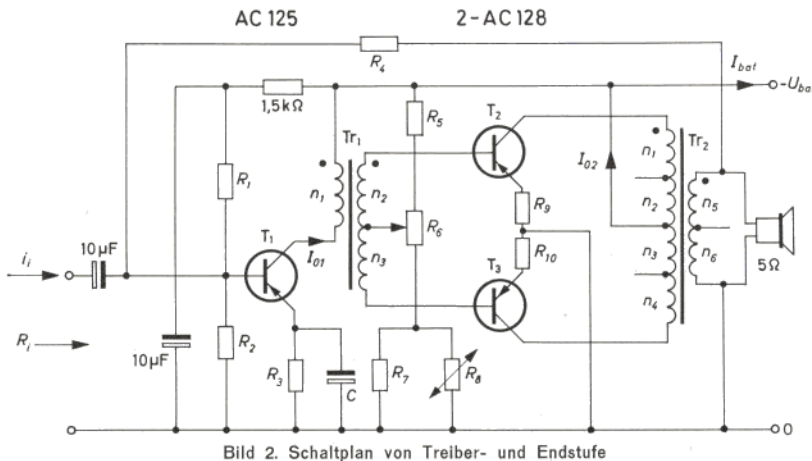 AC 125 2-AC 128
R4
Ibat
1,5kΩ
-Uba
R5
T2
Tr1
Tr2
n1
I02
R1
n1
n2
R9
n2
n5
R6
10µF
T1
ii
I01
n3
R10
n3
n6
5Ω
T3
n4
Ri
10µF
R2
R3
C
R7
R8
0
Bild 2. Schaltplan von Treiber- und Endstufe